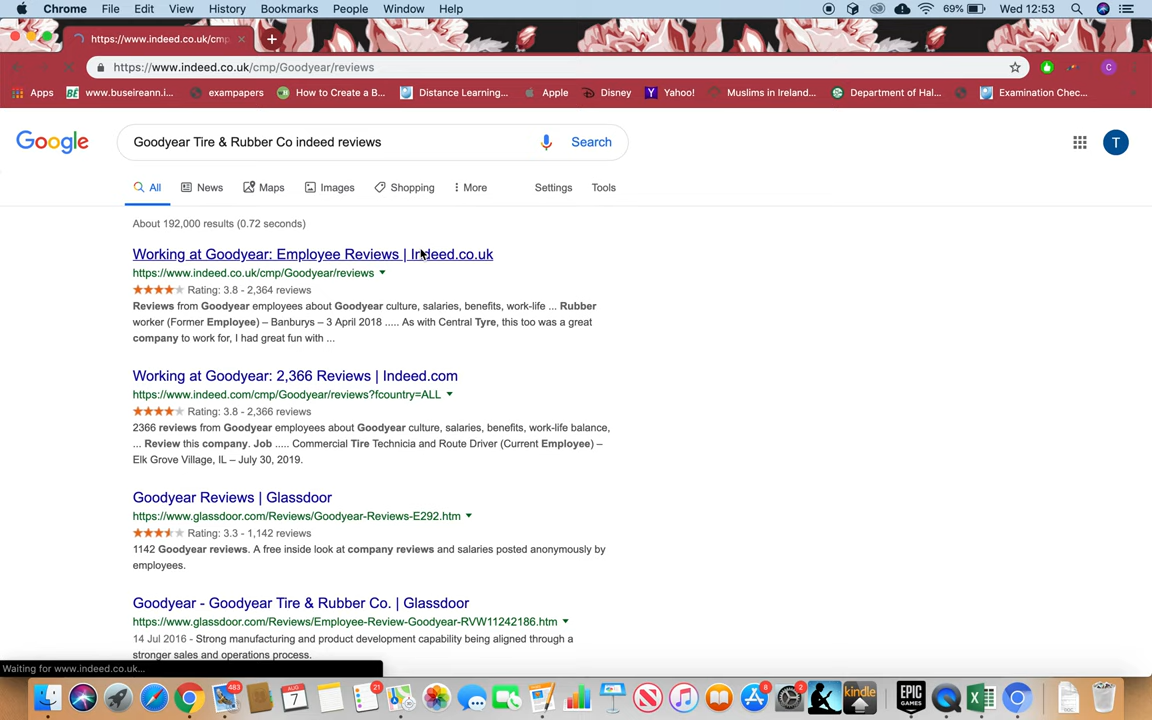 Chrome File Edit View History Bookmarks People Window Help 69% Wed 12:53
https://www.indeed.co.uk/cmp
https://www.indeed.co.uk/cmp/Goodyear/reviews C
Apps BE www.buseireann.i... exampapers How to Create a B... Distance Learning... Apple Disney Yahoo! Muslims in Ireland... Department of Hal... Examination Chec...
Google Goodyear Tire & Rubber Co indeed reviews Search T
All News Maps Images Shopping More Settings Tools
About 192,000 results (0.72 seconds)
Working at Goodyear: Employee Reviews | Indeed.co.uk
https://www.indeed.co.uk/cmp/Goodyear/reviews
Rating: 3.8 - 2,364 reviews
Reviews from Goodyear employees about Goodyear culture, salaries, benefits, work-life ... Rubber
worker (Former Employee) – Banburys – 3 April 2018 ..... As with Central Tyre, this too was a great
company to work for, I had great fun with ...
Working at Goodyear: 2,366 Reviews | Indeed.com
https://www.indeed.com/cmp/Goodyear/reviews?fcountry=ALL
Rating: 3.8 - 2,366 reviews
2366 reviews from Goodyear employees about Goodyear culture, salaries, benefits, work-life balance,
... Review this company. Job ..... Commercial Tire Technicia and Route Driver (Current Employee) –
Elk Grove Village, IL – July 30, 2019.
Goodyear Reviews | Glassdoor
https://www.glassdoor.com/Reviews/Goodyear-Reviews-E292.htm
Rating: 3.3 - 1,142 reviews
1142 Goodyear reviews. A free inside look at company reviews and salaries posted anonymously by
employees.
Goodyear - Goodyear Tire & Rubber Co. | Glassdoor
https://www.glassdoor.com/Reviews/Employee-Review-Goodyear-RVW11242186.htm
14 Jul 2016 - Strong manufacturing and product development capability being aligned through a
stronger sales and operations process.
Waiting for www.indeed.co.uk...
483 AUG 7 21 8 2 kindle EPIC GAMES